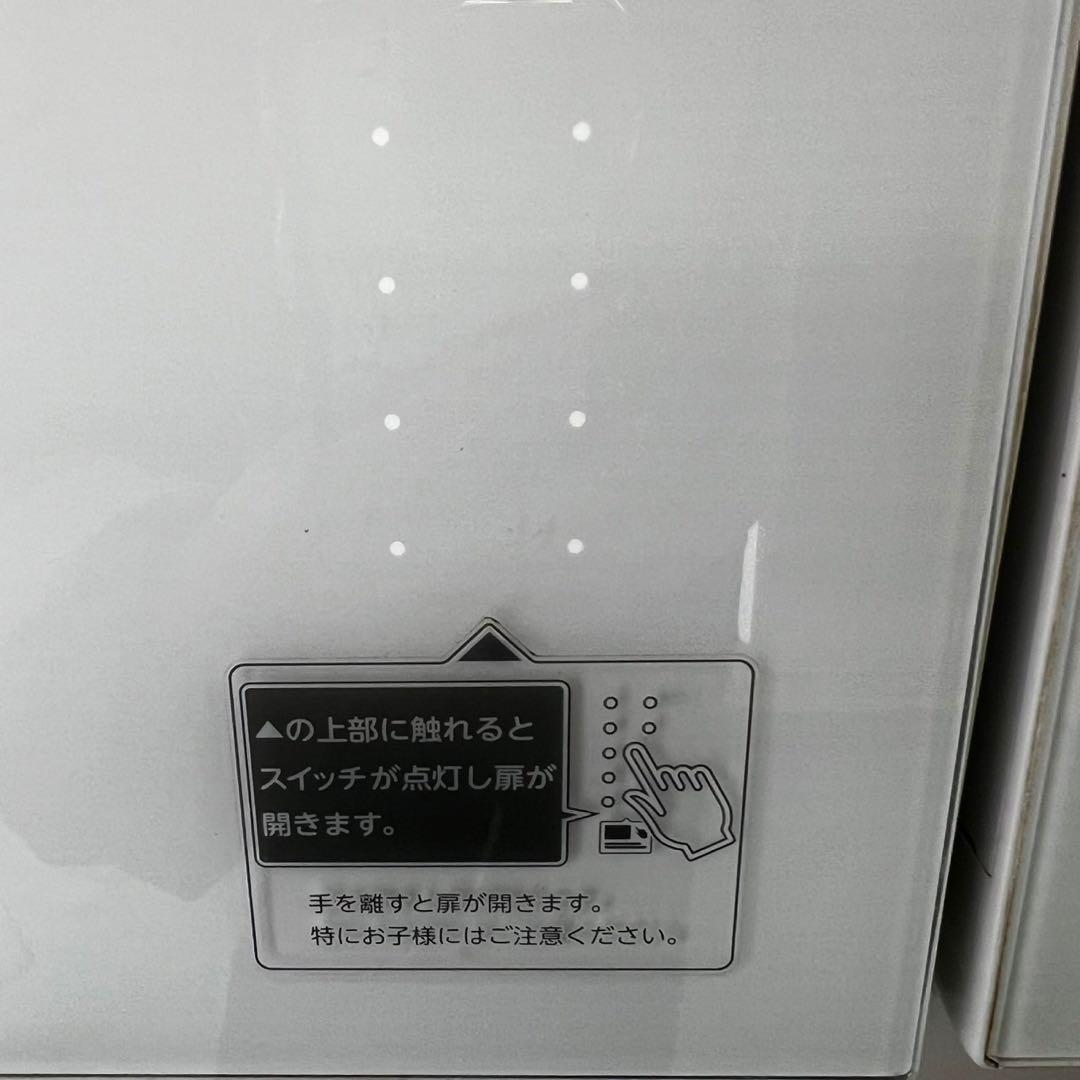 ▲の上部に触れると
スイッチが点灯し扉が
開きます。
手を離すと扉が開きます。
特にお子様にはご注意ください。